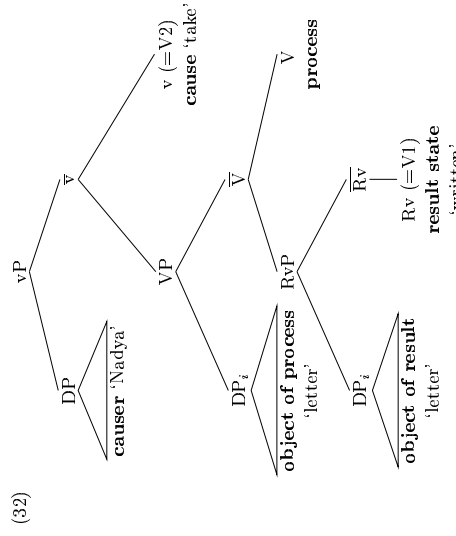 (32)
vP
DP v̅
causer ‘Nadya’
VP v (=V2)
cause ‘take’
DPᵢ V̅
object of process
‘letter’
RvP V
process
DPᵢ R̅v̅
object of result
‘letter’
Rv (=V1)
result state
‘written’